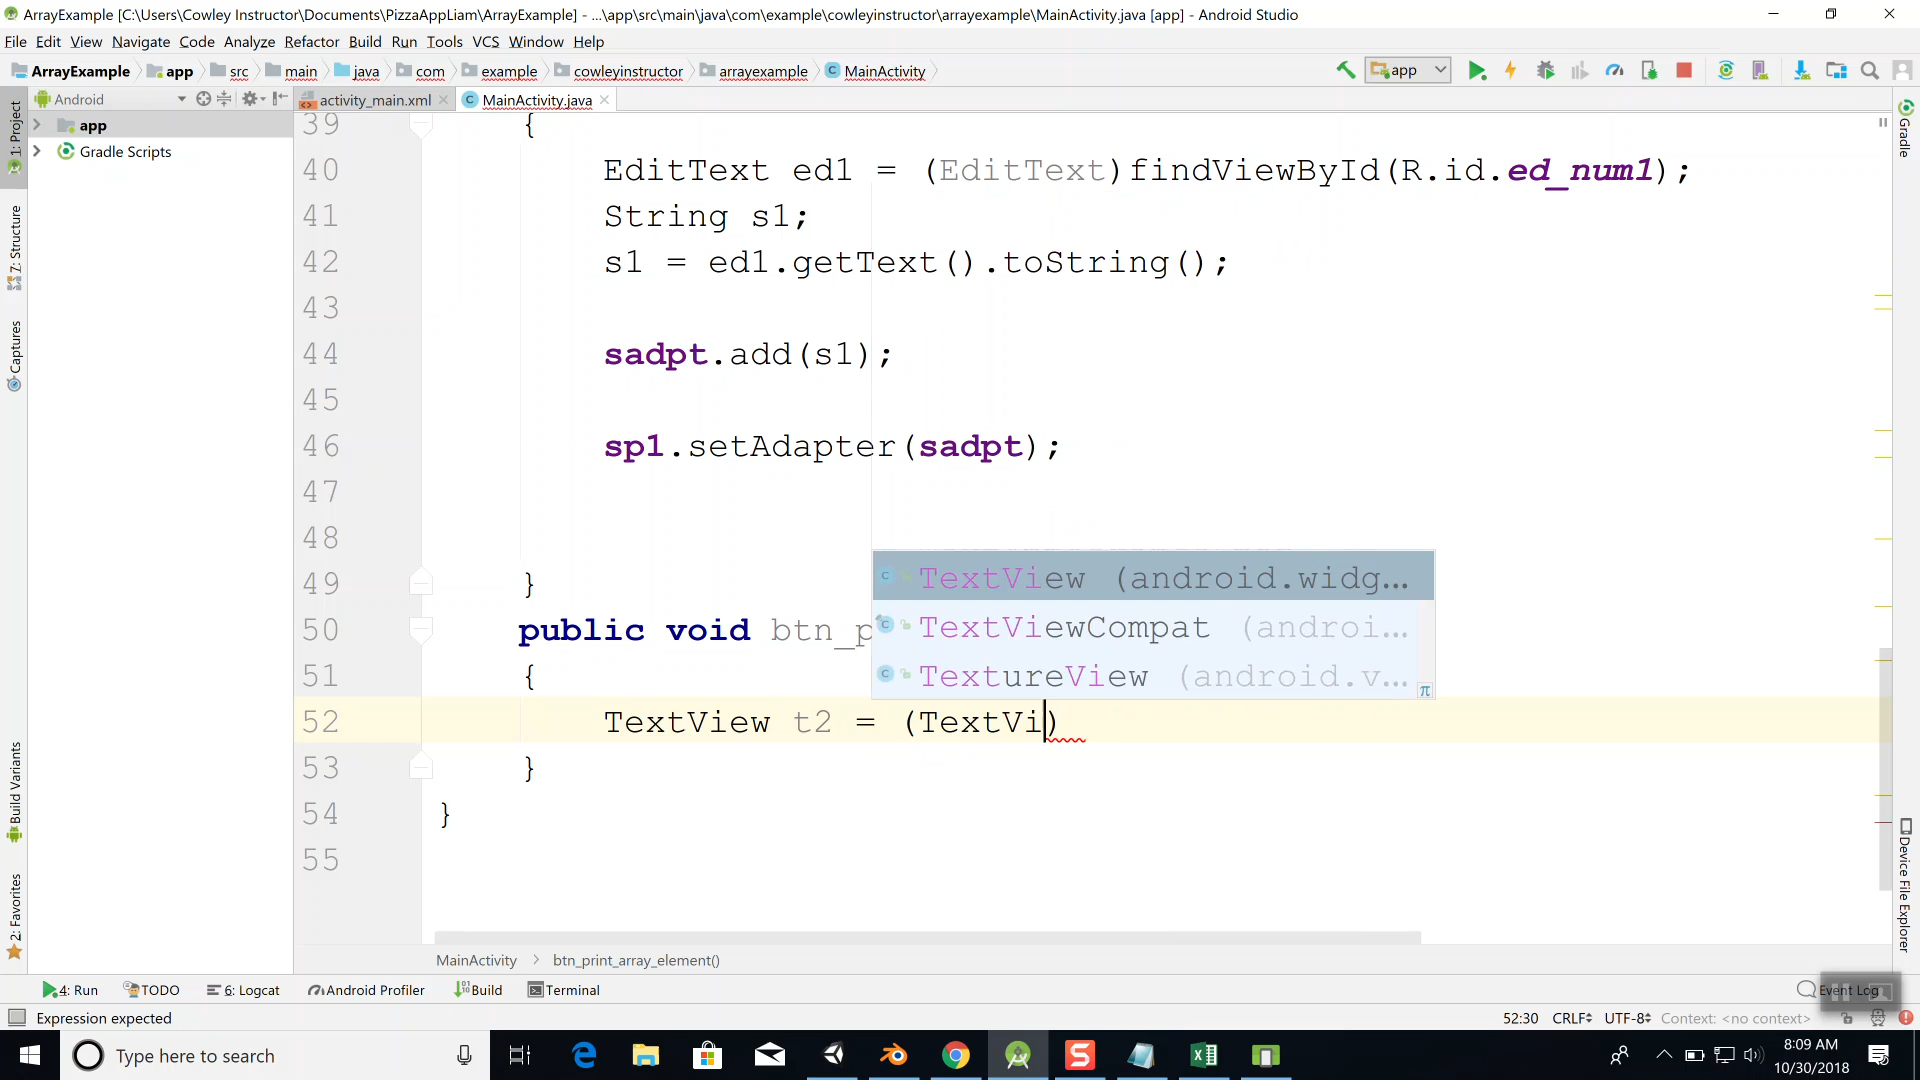 ArrayExample [C:\Users\Cowley Instructor\Documents\PizzaAppLiam\ArrayExample] - ...\app\src\main\java\com\example\cowleyinstructor\arrayexample\MainActivity.java [app] - Android Studio
File Edit View Navigate Code Analyze Refactor Build Run Tools VCS Window Help
ArrayExample app src main java com example cowleyinstructor arrayexample MainActivity app
Android activity_main.xml MainActivity.java
1: Project
7: Structure
Captures
Build Variants
2: Favorites
app
Gradle Scripts
39 {
40 EditText ed1 = (EditText)findViewById(R.id.ed_num1);
41 String s1;
42 s1 = ed1.getText().toString();
43
44 sadpt.add(s1);
45
46 sp1.setAdapter(sadpt);
47
48
49 }
50 public void btn_p
51 {
52 TextView t2 = (TextVi)
53 }
54 }
55
TextView (android.widg...
TextViewCompat (androi...
TextureView (android.v...
π
Gradle
Device File Explorer
MainActivity btn_print_array_element()
4: Run TODO 6: Logcat Android Profiler Build Terminal Event Log
Expression expected 52:30 CRLF UTF-8 Context: <no context>
Type here to search
8:09 AM
10/30/2018